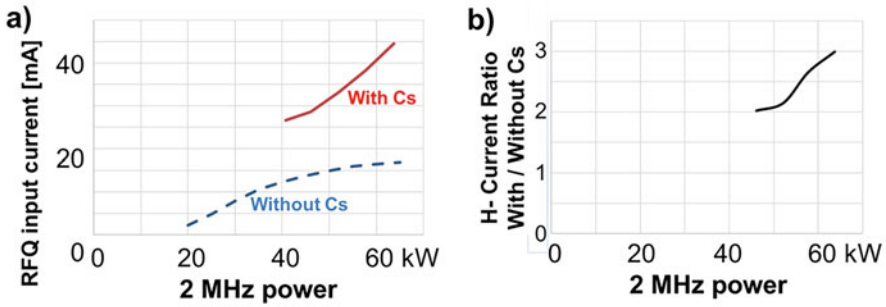 a)
RFQ input current [mA]
40
20
0
With Cs
Without Cs
0 20 40 60 kW
2 MHz power
b)
H- Current Ratio
With / Without Cs
3
2
1
0
0 20 40 60 kW
2 MHz power